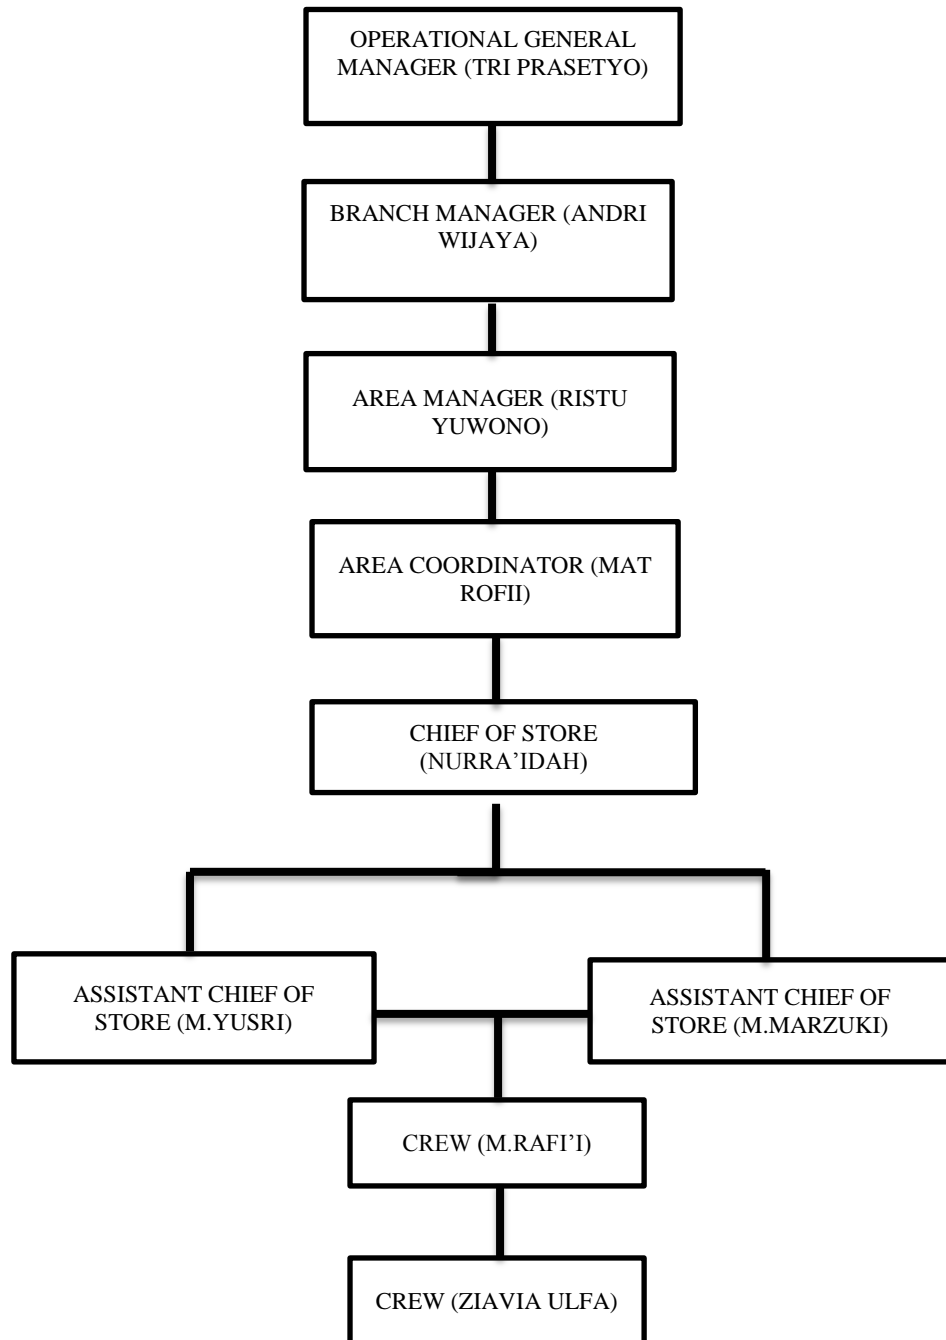 OPERATIONAL GENERAL
MANAGER (TRI PRASETYO)
BRANCH MANAGER (ANDRI
WIJAYA)
AREA MANAGER (RISTU
YUWONO)
AREA COORDINATOR (MAT
ROFII)
CHIEF OF STORE
(NURRA’IDAH)
ASSISTANT CHIEF OF
STORE (M.YUSRI)
ASSISTANT CHIEF OF
STORE (M.MARZUKI)
CREW (M.RAFI’I)
CREW (ZIAVIA ULFA)